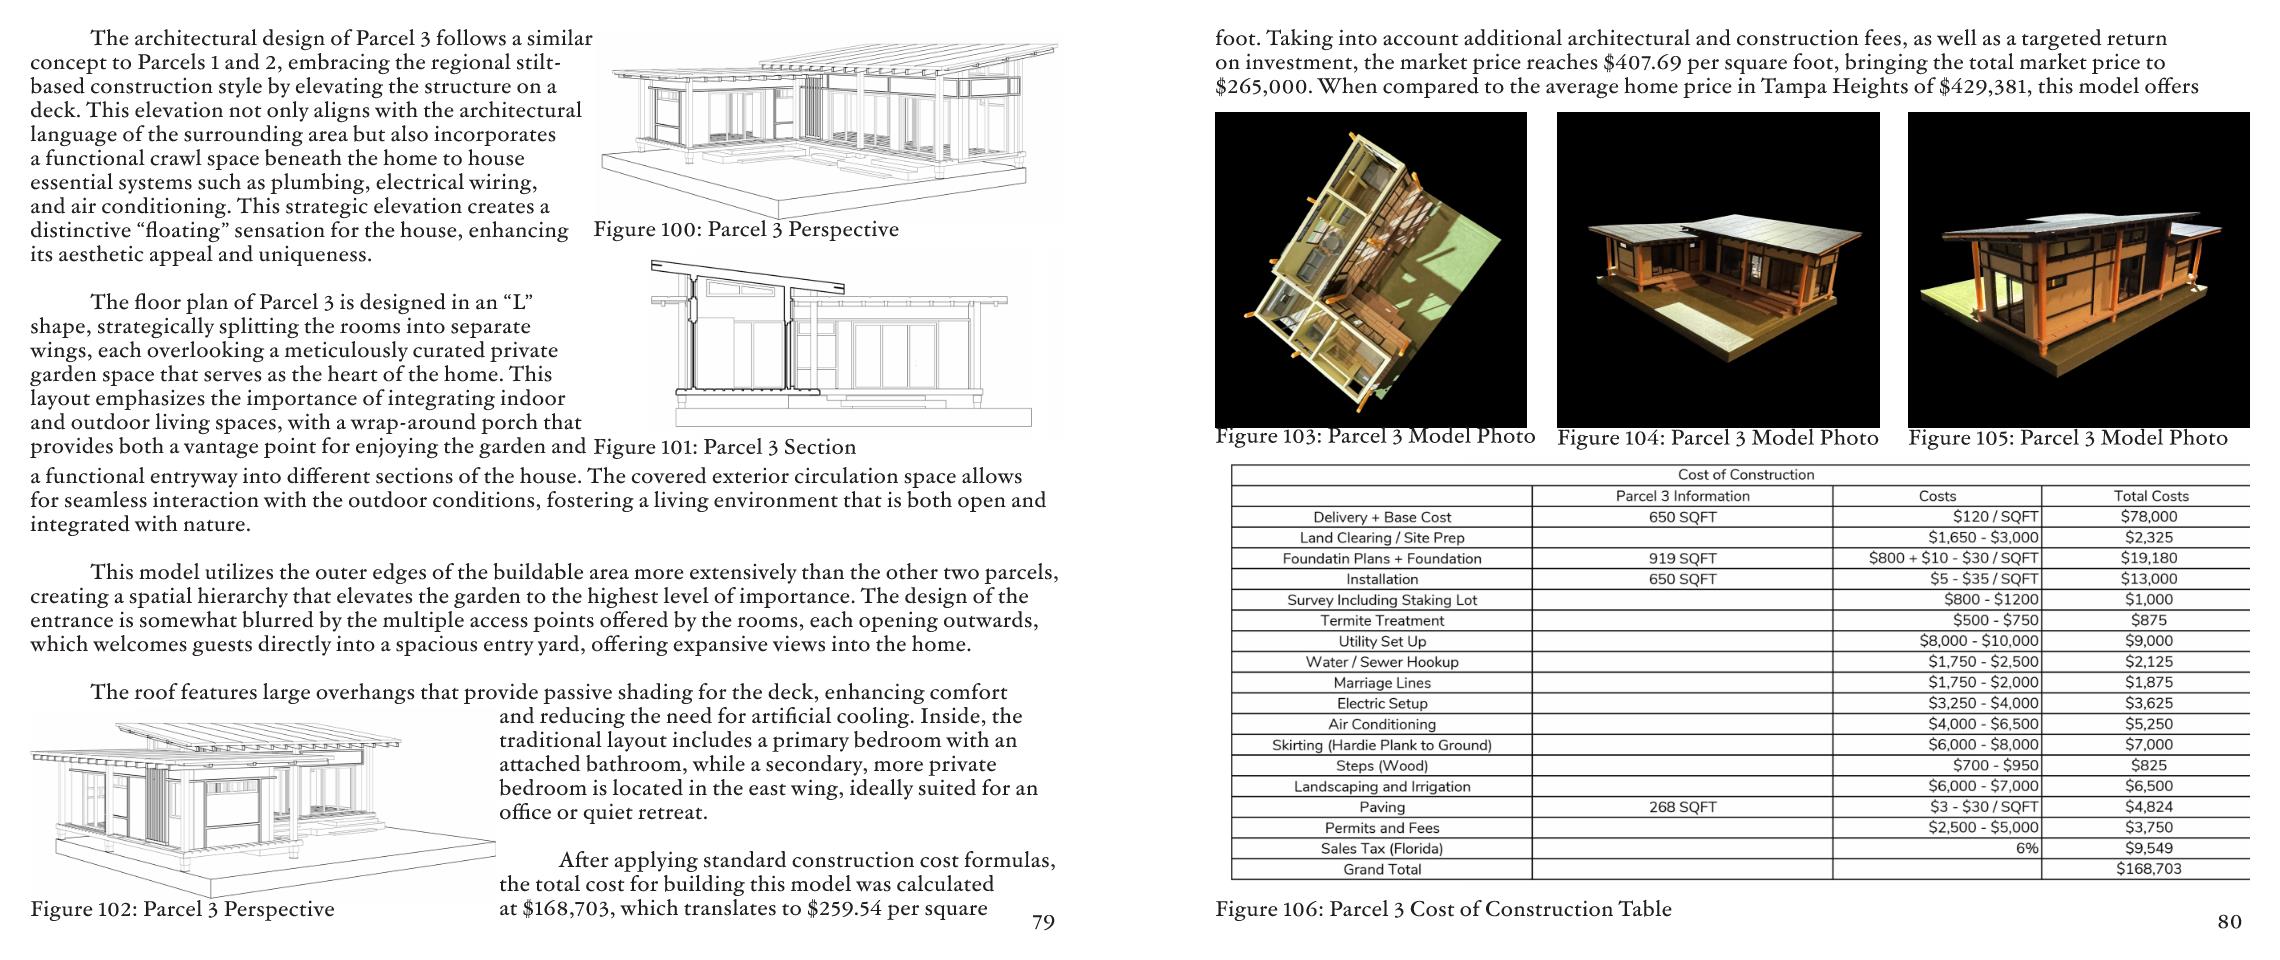 The architectural design of Parcel 3 follows a similar
concept to Parcels 1 and 2, embracing the regional stilt-
based construction style by elevating the structure on a
deck. This elevation not only aligns with the architectural
language of the surrounding area but also incorporates
a functional crawl space beneath the home to house
essential systems such as plumbing, electrical wiring,
and air conditioning. This strategic elevation creates a
distinctive “floating” sensation for the house, enhancing
its aesthetic appeal and uniqueness.
Figure 100: Parcel 3 Perspective
The floor plan of Parcel 3 is designed in an “L”
shape, strategically splitting the rooms into separate
wings, each overlooking a meticulously curated private
garden space that serves as the heart of the home. This
layout emphasizes the importance of integrating indoor
and outdoor living spaces, with a wrap-around porch that
provides both a vantage point for enjoying the garden and
Figure 101: Parcel 3 Section
a functional entryway into different sections of the house. The covered exterior circulation space allows
for seamless interaction with the outdoor conditions, fostering a living environment that is both open and
integrated with nature.
This model utilizes the outer edges of the buildable area more extensively than the other two parcels,
creating a spatial hierarchy that elevates the garden to the highest level of importance. The design of the
entrance is somewhat blurred by the multiple access points offered by the rooms, each opening outwards,
which welcomes guests directly into a spacious entry yard, offering expansive views into the home.
The roof features large overhangs that provide passive shading for the deck, enhancing comfort
and reducing the need for artificial cooling. Inside, the
traditional layout includes a primary bedroom with an
attached bathroom, while a secondary, more private
bedroom is located in the east wing, ideally suited for an
office or quiet retreat.
After applying standard construction cost formulas,
the total cost for building this model was calculated
at $168,703, which translates to $259.54 per square
Figure 102: Parcel 3 Perspective
79
foot. Taking into account additional architectural and construction fees, as well as a targeted return
on investment, the market price reaches $407.69 per square foot, bringing the total market price to
$265,000. When compared to the average home price in Tampa Heights of $429,381, this model offers
Figure 103: Parcel 3 Model Photo
Figure 104: Parcel 3 Model Photo
Figure 105: Parcel 3 Model Photo
Cost of Construction
Parcel 3 Information Costs Total Costs
Delivery + Base Cost 650 SQFT $120 / SQFT $78,000
Land Clearing / Site Prep $1,650 - $3,000 $2,325
Foundatin Plans + Foundation 919 SQFT $800 + $10 - $30 / SQFT $19,180
Installation 650 SQFT $5 - $35 / SQFT $13,000
Survey Including Staking Lot $800 - $1200 $1,000
Termite Treatment $500 - $750 $875
Utility Set Up $8,000 - $10,000 $9,000
Water / Sewer Hookup $1,750 - $2,500 $2,125
Marriage Lines $1,750 - $2,000 $1,875
Electric Setup $3,250 - $4,000 $3,625
Air Conditioning $4,000 - $6,500 $5,250
Skirting (Hardie Plank to Ground) $6,000 - $8,000 $7,000
Steps (Wood) $700 - $950 $825
Landscaping and Irrigation $6,000 - $7,000 $6,500
Paving 268 SQFT $3 - $30 / SQFT $4,824
Permits and Fees $2,500 - $5,000 $3,750
Sales Tax (Florida) 6% $9,549
Grand Total $168,703
Figure 106: Parcel 3 Cost of Construction Table
80